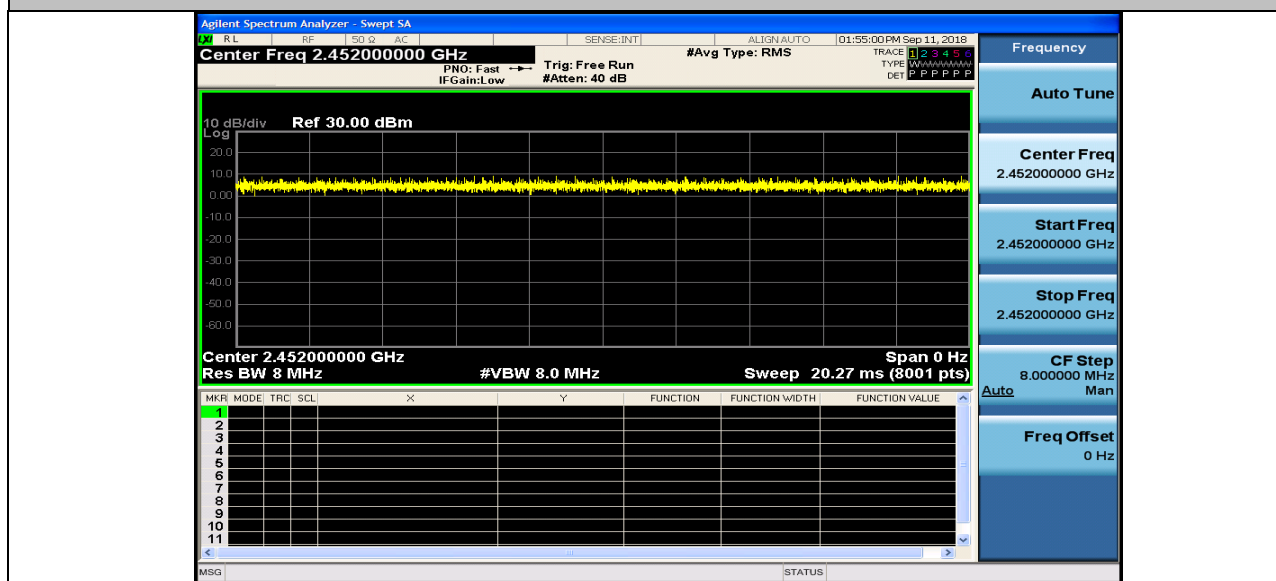 Agilent Spectrum Analyzer - Swept SA
LXI RL RF 50 Ω AC SENSE:INT ALIGN AUTO 01:55:00 PM Sep 11, 2018
Center Freq 2.452000000 GHz
PNO: Fast
IFGain:Low
Trig: Free Run
#Atten: 40 dB
#Avg Type: RMS
TRACE 1 2 3 4 5 6
TYPE WWWWWW
DET P P P P P P
10 dB/div Ref 30.00 dBm
Log
20.0
10.0
0.00
-10.0
-20.0
-30.0
-40.0
-50.0
-60.0
Center 2.452000000 GHz Span 0 Hz
Res BW 8 MHz #VBW 8.0 MHz Sweep 20.27 ms (8001 pts)
MKR MODE TRC SCL X Y FUNCTION FUNCTION WIDTH FUNCTION VALUE
1
2
3
4
5
6
7
8
9
10
11
MSG STATUS
Frequency
Auto Tune
Center Freq
2.452000000 GHz
Start Freq
2.452000000 GHz
Stop Freq
2.452000000 GHz
CF Step
8.000000 MHz
Auto Man
Freq Offset
0 Hz